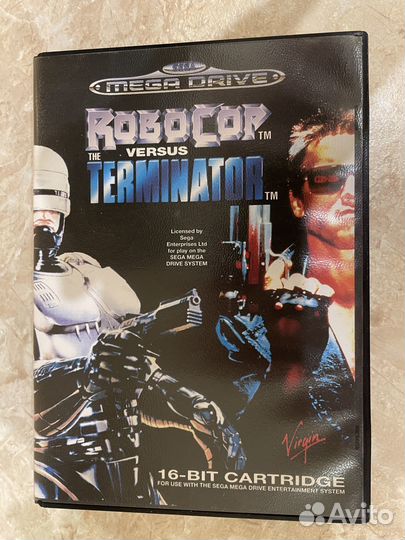 SEGA
MEGA DRIVE
ROBOCOP™
VERSUS
THE
TERMINATOR™
Licensed by
Sega
Enterprises Ltd
for play on the
SEGA MEGA
DRIVE SYSTEM
Virgin
16-BIT CARTRIDGE
FOR USE WITH THE SEGA MEGA DRIVE ENTERTAINMENT SYSTEM
Avito